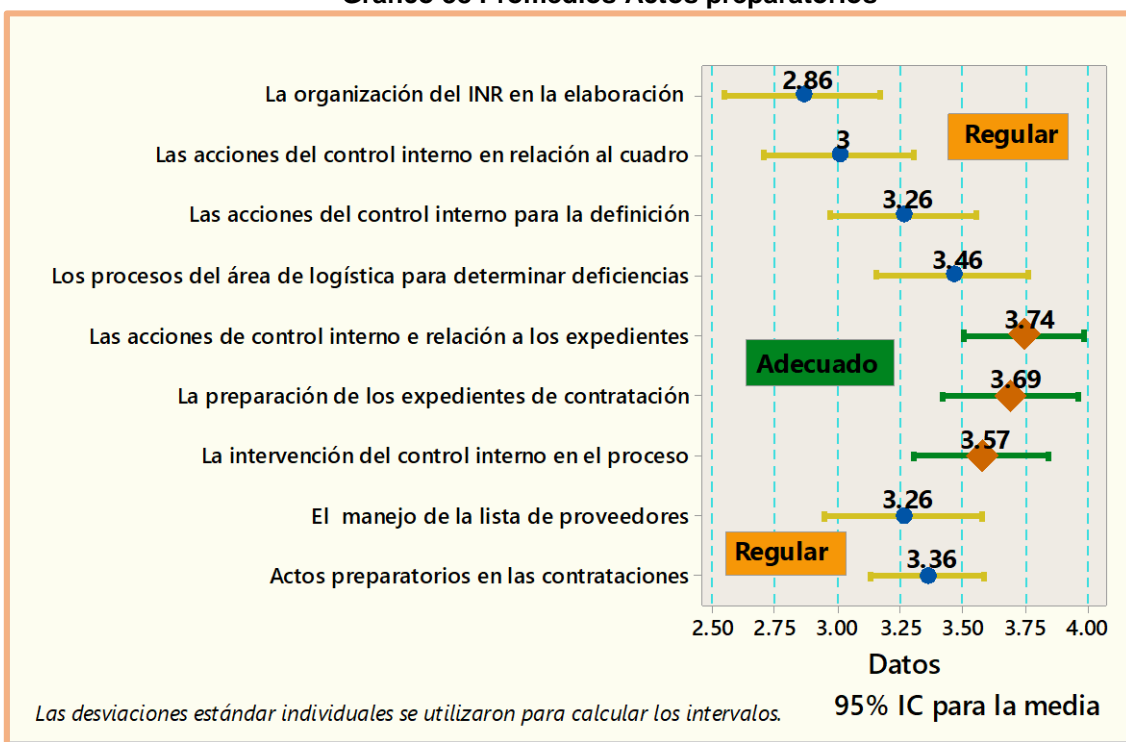 La organización del INR en la elaboración 2.86
Las acciones del control interno en relación al cuadro 3
Regular
Las acciones del control interno para la definición 3.26
Los procesos del área de logística para determinar deficiencias 3.46
Las acciones de control interno e relación a los expedientes 3.74
Adecuado
La preparación de los expedientes de contratación 3.69
La intervención del control interno en el proceso 3.57
El manejo de la lista de proveedores 3.26
Regular
Actos preparatorios en las contrataciones 3.36
2.50 2.75 3.00 3.25 3.50 3.75 4.00
Datos
Las desviaciones estándar individuales se utilizaron para calcular los intervalos.
95% IC para la media